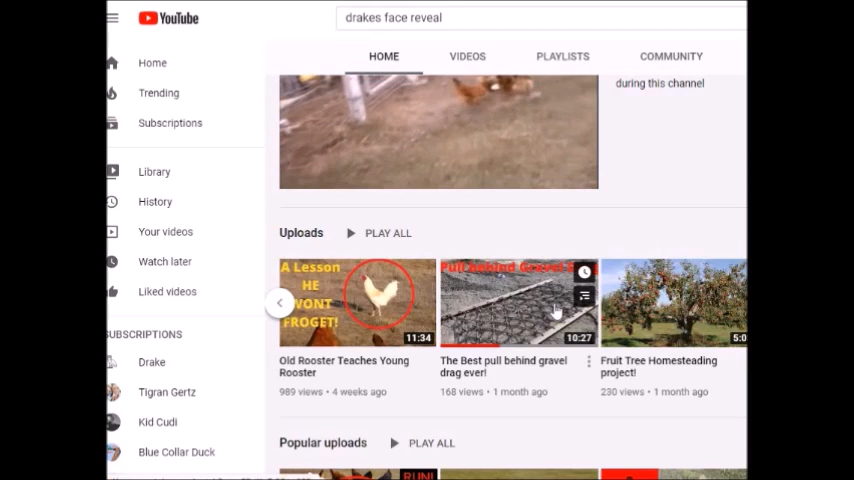 YouTube
drakes face reveal
HOME VIDEOS PLAYLISTS COMMUNITY
Home
Trending
Subscriptions
Library
History
Your videos
Watch later
Liked videos
SUBSCRIPTIONS
Drake
Tigran Gertz
Kid Cudi
Blue Collar Duck
during this channel
Uploads PLAY ALL
A Lesson
HE
WONT
FROGET!
11:34
Old Rooster Teaches Young
Rooster
989 views • 4 weeks ago
Pull behind Gravel
10:27
The Best pull behind gravel
drag ever!
168 views • 1 month ago
5:0
Fruit Tree Homesteading
project!
230 views • 1 month ago
Popular uploads PLAY ALL
RUN!